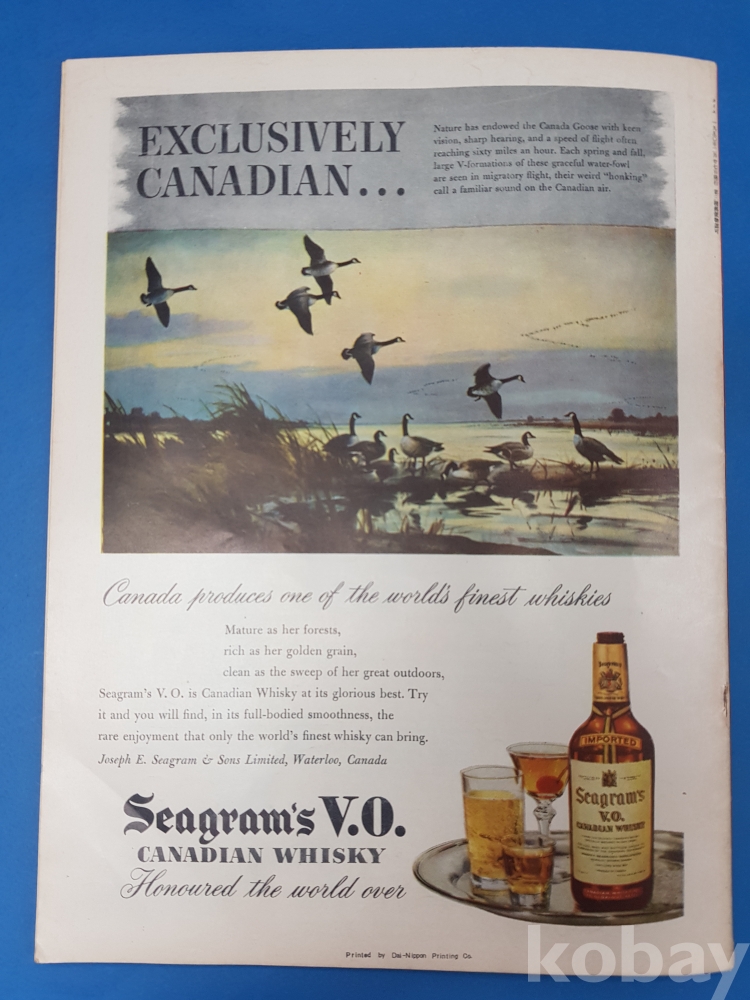 EXCLUSIVELY
CANADIAN...
Nature has endowed the Canada Goose with keen
vision, sharp hearing, and a speed of flight often
reaching sixty miles an hour. Each spring and fall,
large V-formations of these graceful water-fowl
are seen in migratory flight, their weird "honking"
call a familiar sound on the Canadian air.
Canada produces one of the world's finest whiskies
Mature as her forests,
rich as her golden grain,
clean as the sweep of her great outdoors,
Seagram's V.O. is Canadian Whisky at its glorious best. Try
it and you will find, in its full-bodied smoothness, the
rare enjoyment that only the world's finest whisky can bring.
Joseph E. Seagram & Sons Limited, Waterloo, Canada
Seagram's V.O.
CANADIAN WHISKY
Honoured the world over
Seagram's
IMPORTED
Seagram's
V.O.
CANADIAN WHISKY
Printed by Dai-Nippon Printing Co.
kobay